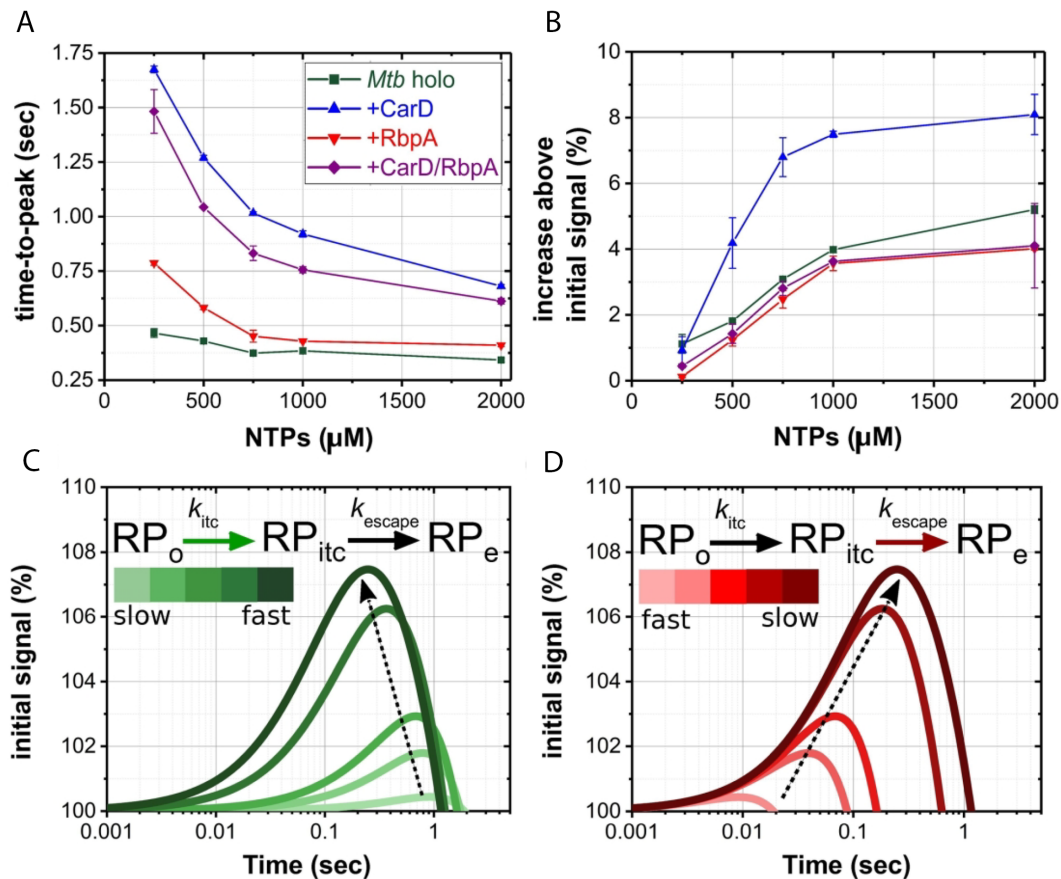 A
B
time-to-peak (sec)
1.75
1.50
1.25
1.00
0.75
0.50
0.25
Mtb holo
+CarD
+RbpA
+CarD/RbpA
0
500
1000
1500
2000
NTPs (µM)
increase above
initial signal (%)
10
8
6
4
2
0
0
500
1000
1500
2000
NTPs (µM)
C
D
initial signal (%)
110
108
106
104
102
100
RPo kitc RPitc kescape RPe
slow fast
0.001
0.01
0.1
1
Time (sec)
initial signal (%)
110
108
106
104
102
100
RPo kitc RPitc kescape RPe
fast slow
0.001
0.01
0.1
1
Time (sec)